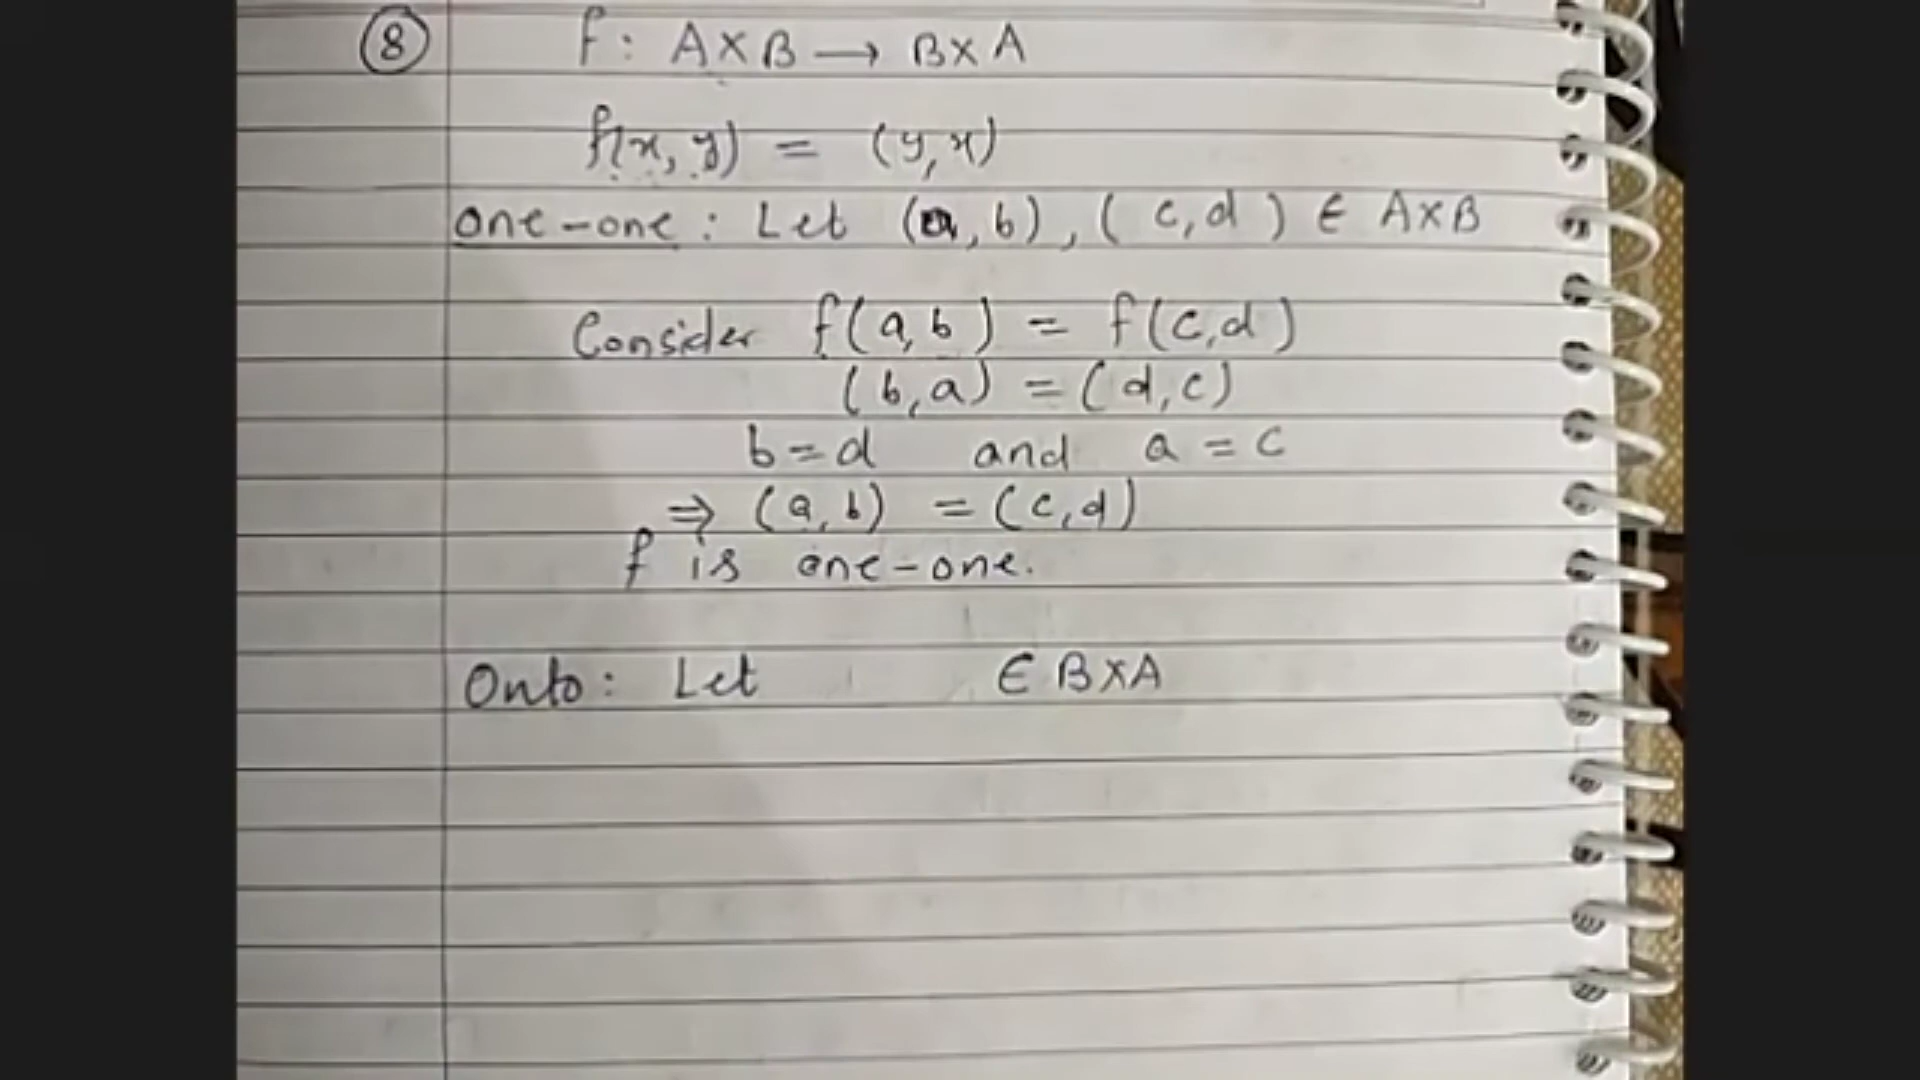 8 f: A×B → B×A
f(x, y) = (y, x)
one-one: Let (a, b), (c, d) ∈ A×B
Consider f(a, b) = f(c, d)
(b, a) = (d, c)
b = d and a = c
⇒ (a, b) = (c, d)
f is one-one.
Onto: Let ∈ B×A